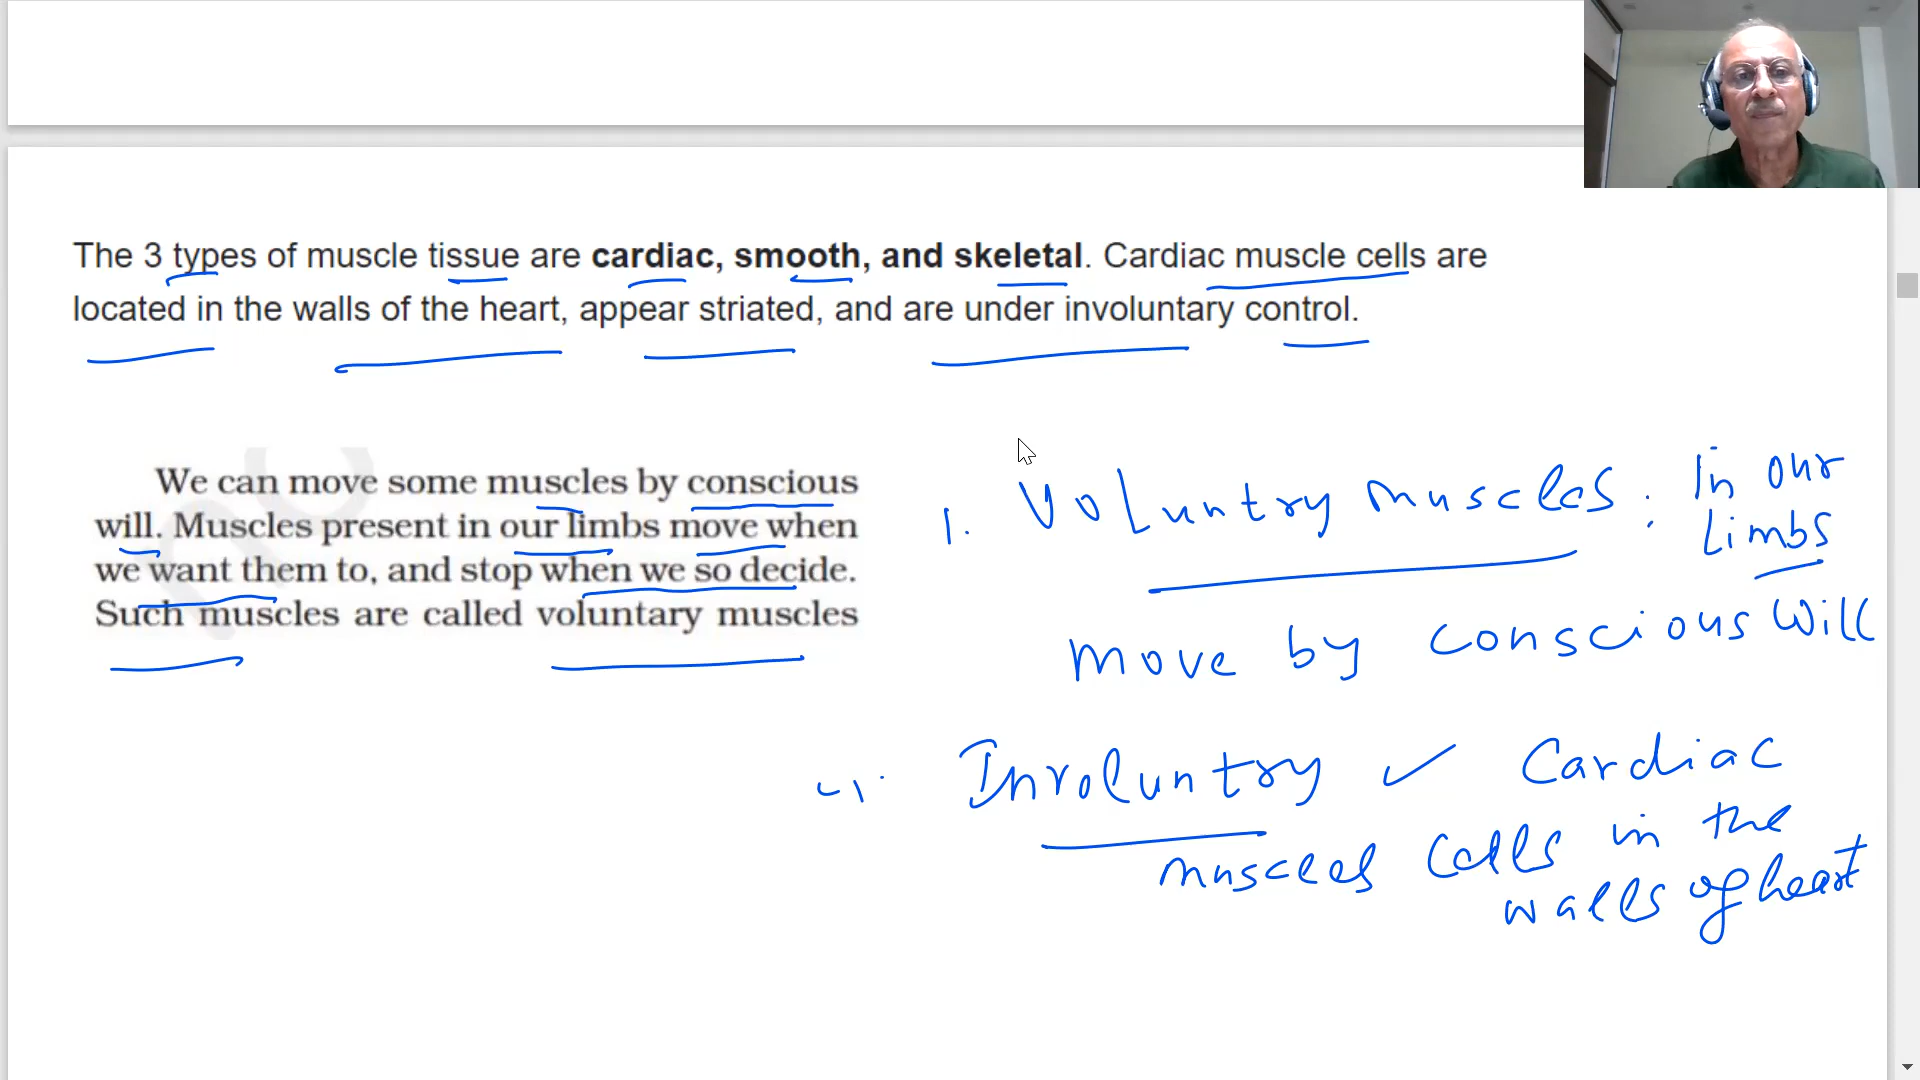 The 3 types of muscle tissue are cardiac, smooth, and skeletal. Cardiac muscle cells are
located in the walls of the heart, appear striated, and are under involuntary control.
We can move some muscles by conscious
will. Muscles present in our limbs move when
we want them to, and stop when we so decide.
Such muscles are called voluntary muscles
1. Voluntry muscles : In our
Limbs
move by conscious will
Involuntry ✓ Cardiac
muscles cells in the
walls of heart